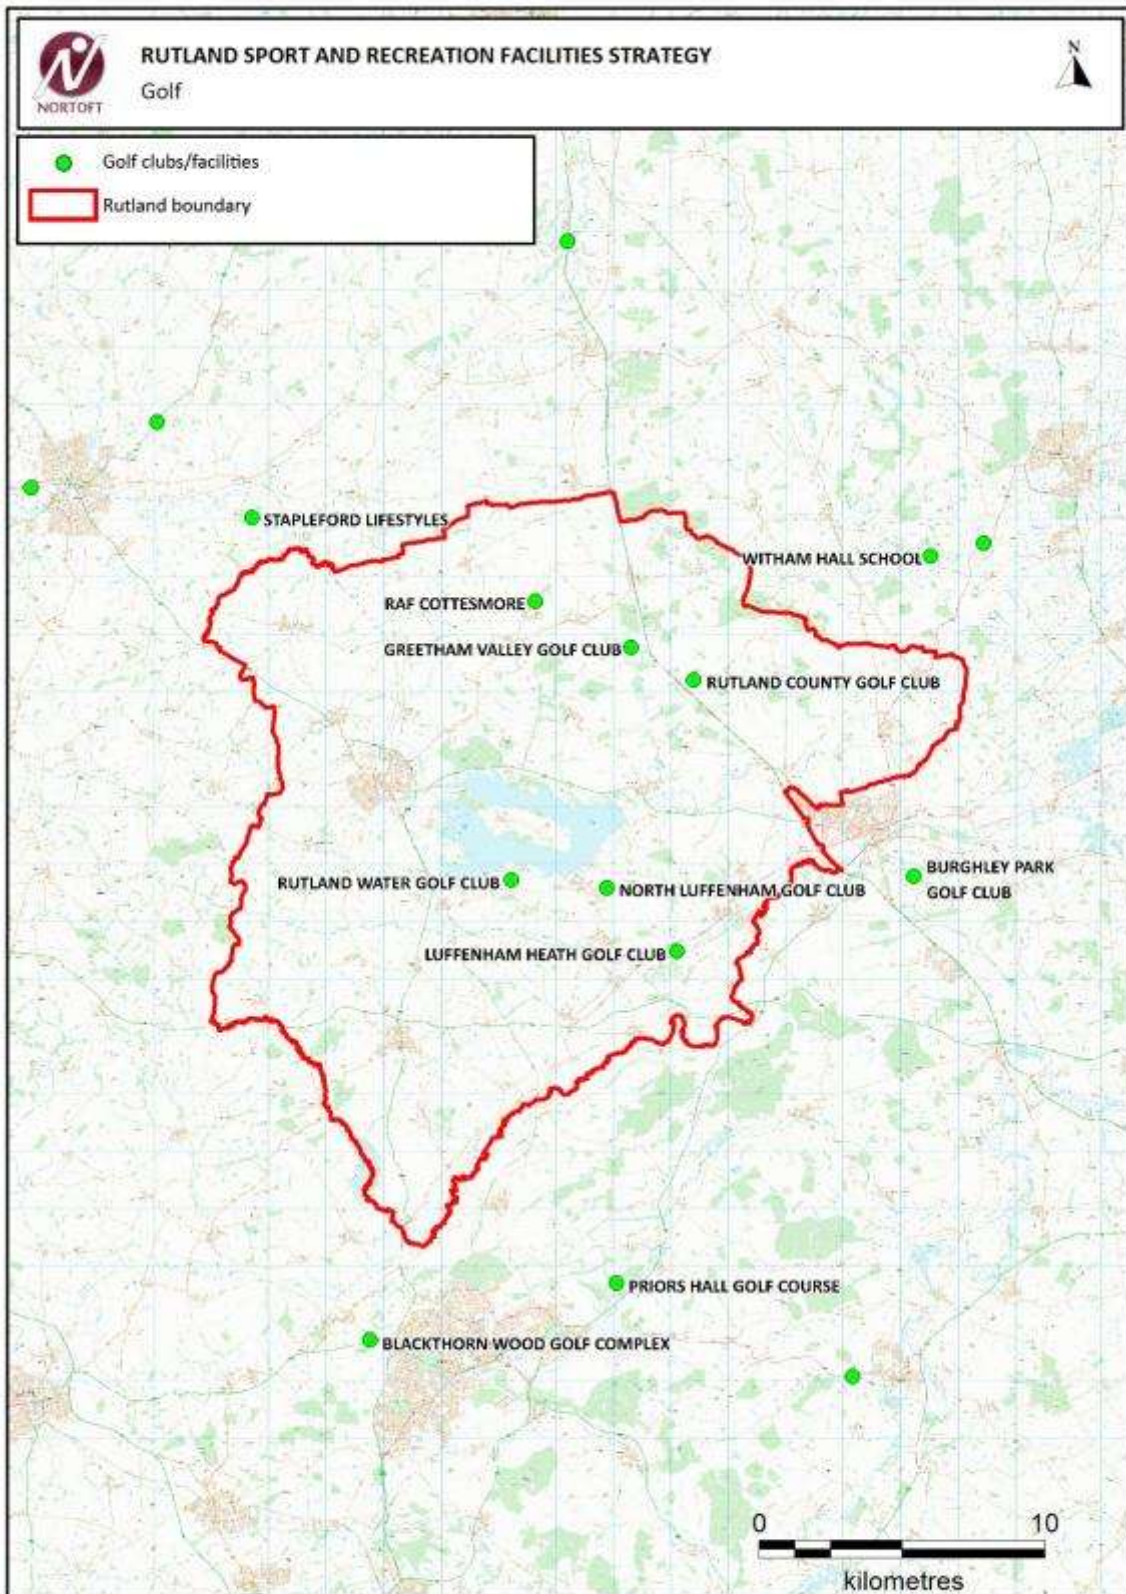 RUTLAND SPORT AND RECREATION FACILITIES STRATEGY
Golf
NORTOFT
N
Golf clubs/facilities
Rutland boundary
STAPLEFORD LIFESTYLES
WITHAM HALL SCHOOL
RAF COTTESMORE
GREETHAM VALLEY GOLF CLUB
RUTLAND COUNTY GOLF CLUB
RUTLAND WATER GOLF CLUB
NORTH LUFFENHAM GOLF CLUB
BURGHLEY PARK
GOLF CLUB
LUFFENHAM HEATH GOLF CLUB
PRIORS HALL GOLF COURSE
BLACKTHORN WOOD GOLF COMPLEX
0 10
kilometres